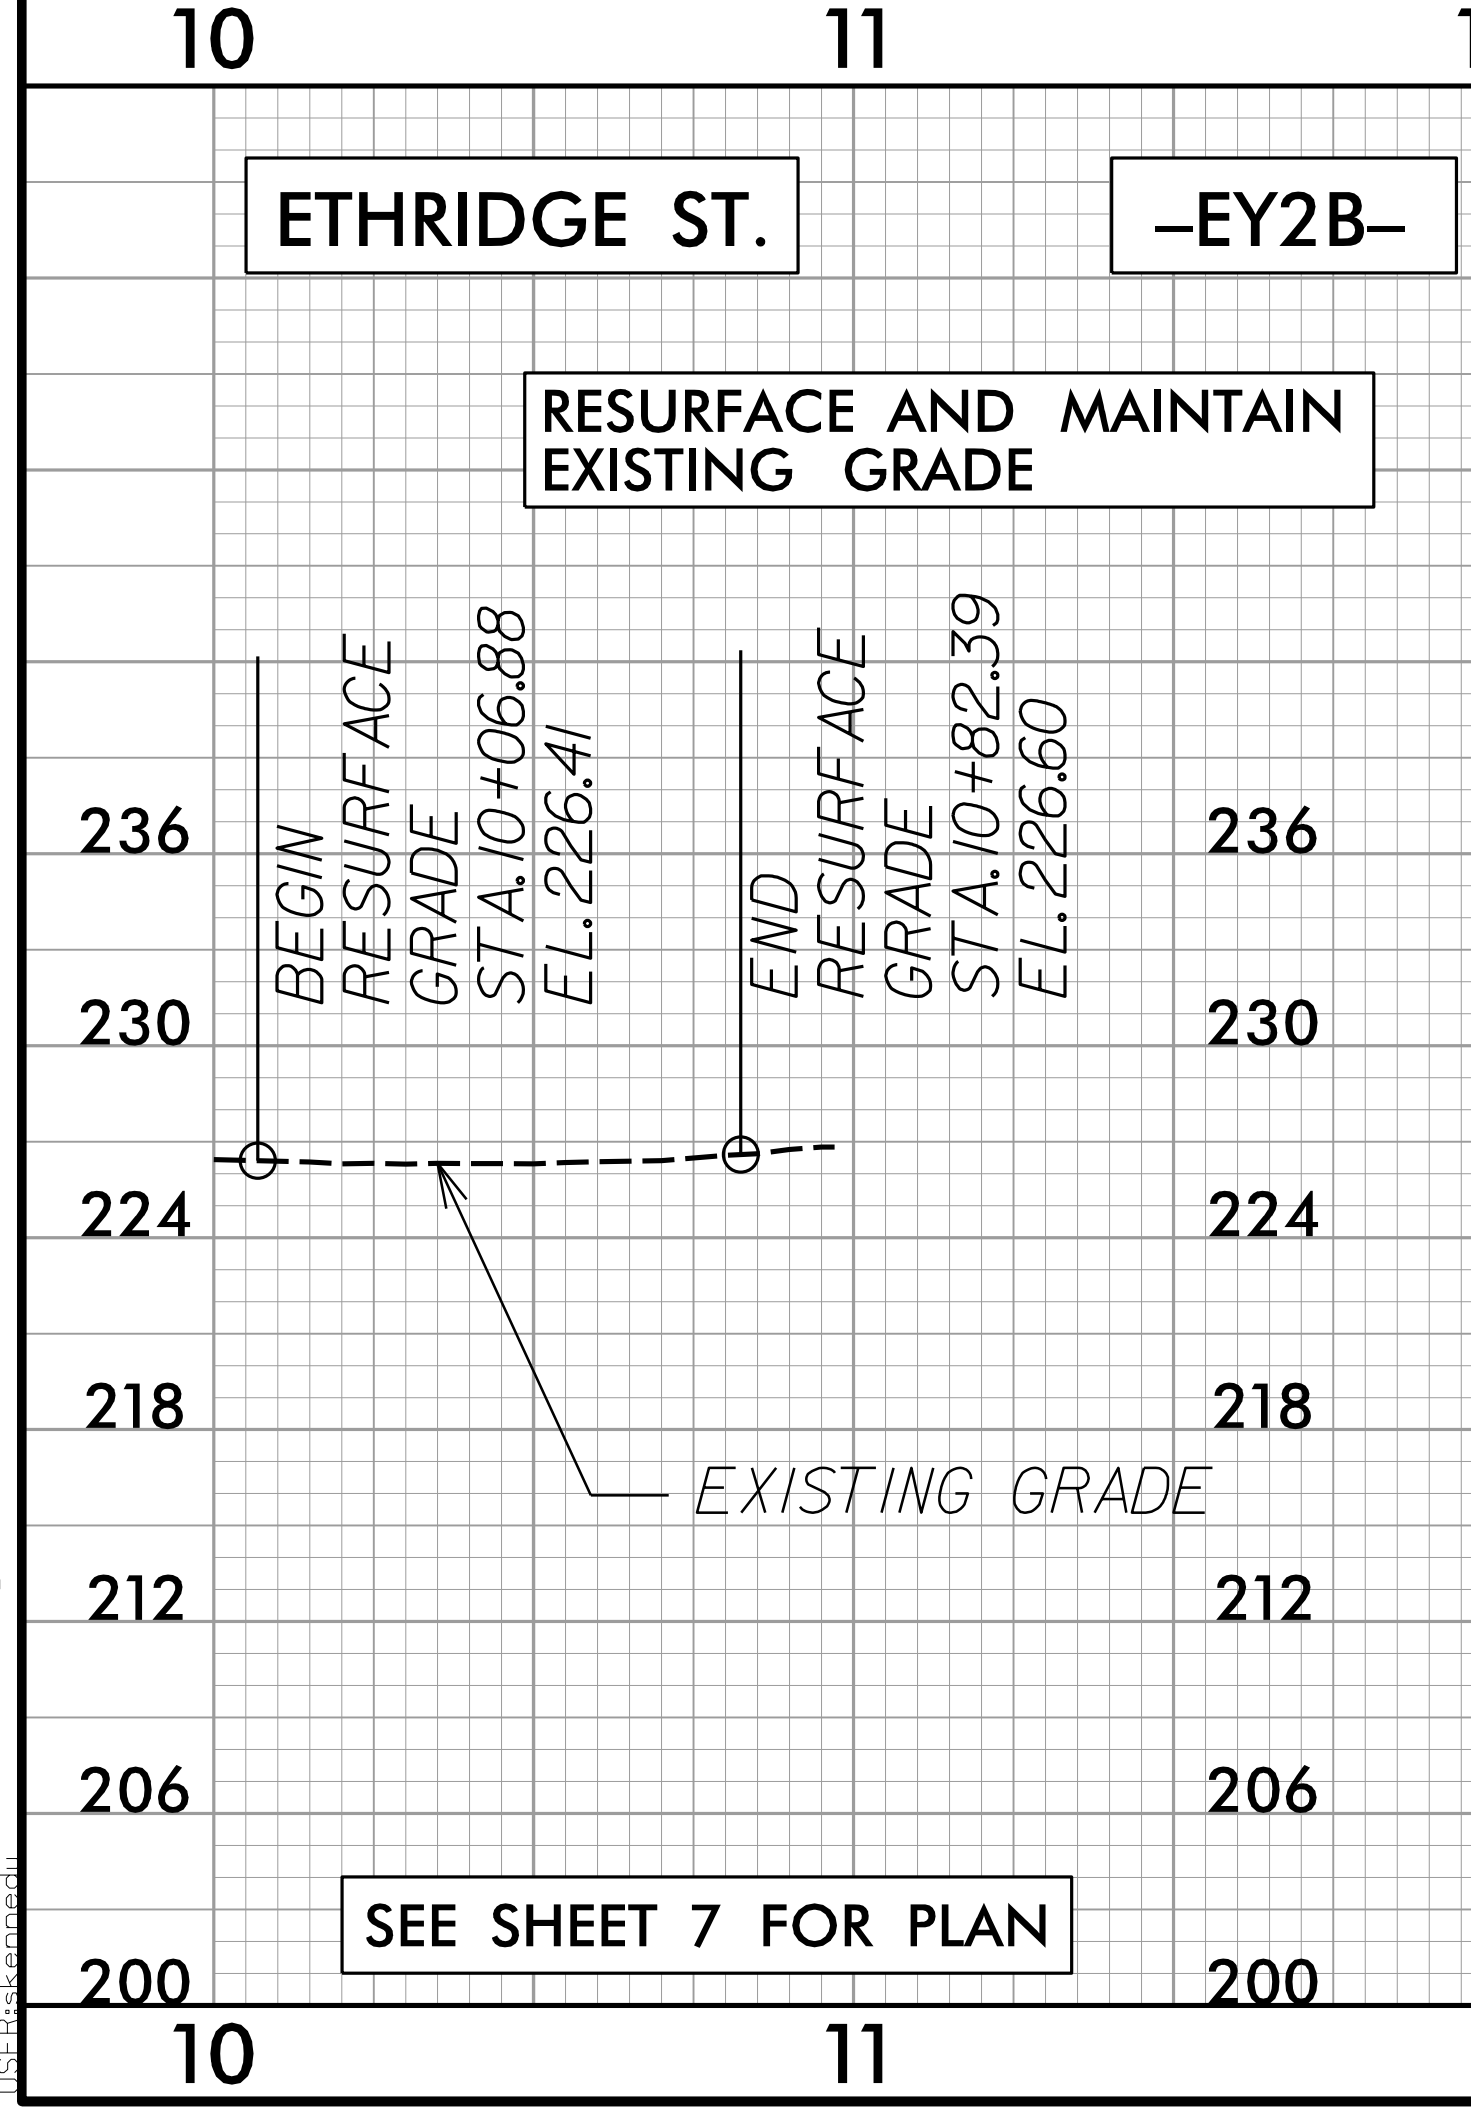 10 11
ETHRIDGE ST.
–EY2B–
RESURFACE AND MAINTAIN
EXISTING GRADE
BEGIN
RESURFACE
GRADE
STA.10+06.88
EL.226.41
END
RESURFACE
GRADE
STA.10+82.39
EL.226.60
236 236
230 230
224 224
218 218
EXISTING GRADE
212 212
206 206
SEE SHEET 7 FOR PLAN
200 200
10 11
USER:skennedy